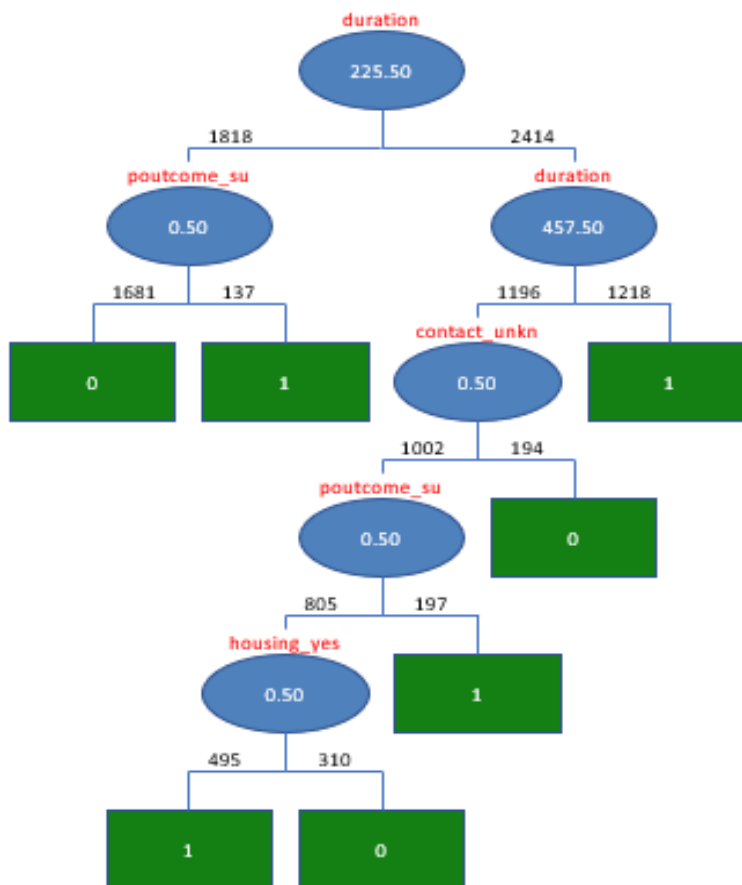 duration
225.50
1818 2414
poutcome_su duration
0.50 457.50
1681 137 1196 1218
contact_unkn
0 1 0.50 1
1002 194
poutcome_su
0.50 0
805 197
housing_yes
0.50 1
495 310
1 0